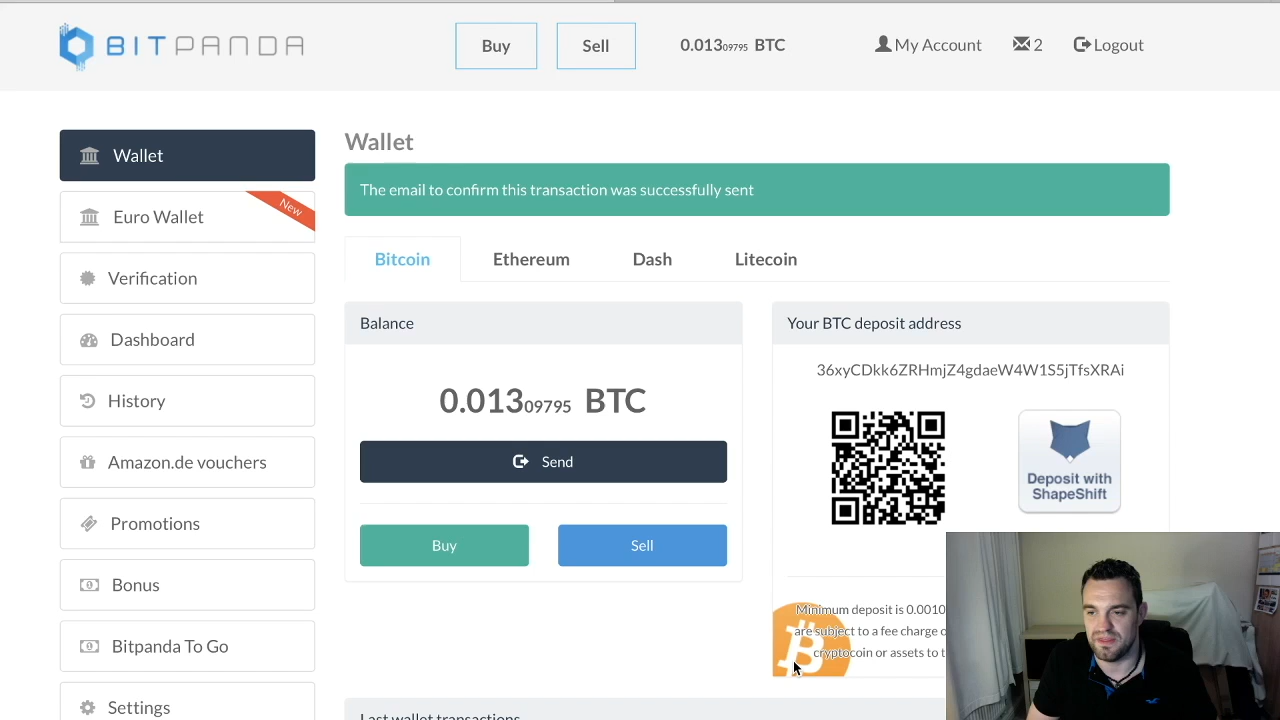 BITPANDA
Buy
Sell
0.01309795 BTC
My Account
2
Logout
Wallet
Euro Wallet
New
Verification
Dashboard
History
Amazon.de vouchers
Promotions
Bonus
Bitpanda To Go
Settings
Wallet
The email to confirm this transaction was successfully sent
Bitcoin
Ethereum
Dash
Litecoin
Balance
0.01309795 BTC
Send
Buy
Sell
Your BTC deposit address
36xyCDkk6ZRHmjZ4gdaeW4W1S5jTfsXRAi
Deposit with
ShapeShift
Minimum deposit is 0.0010
are subject to a fee charge
cryptocoin or assets to
Last wallet transactions